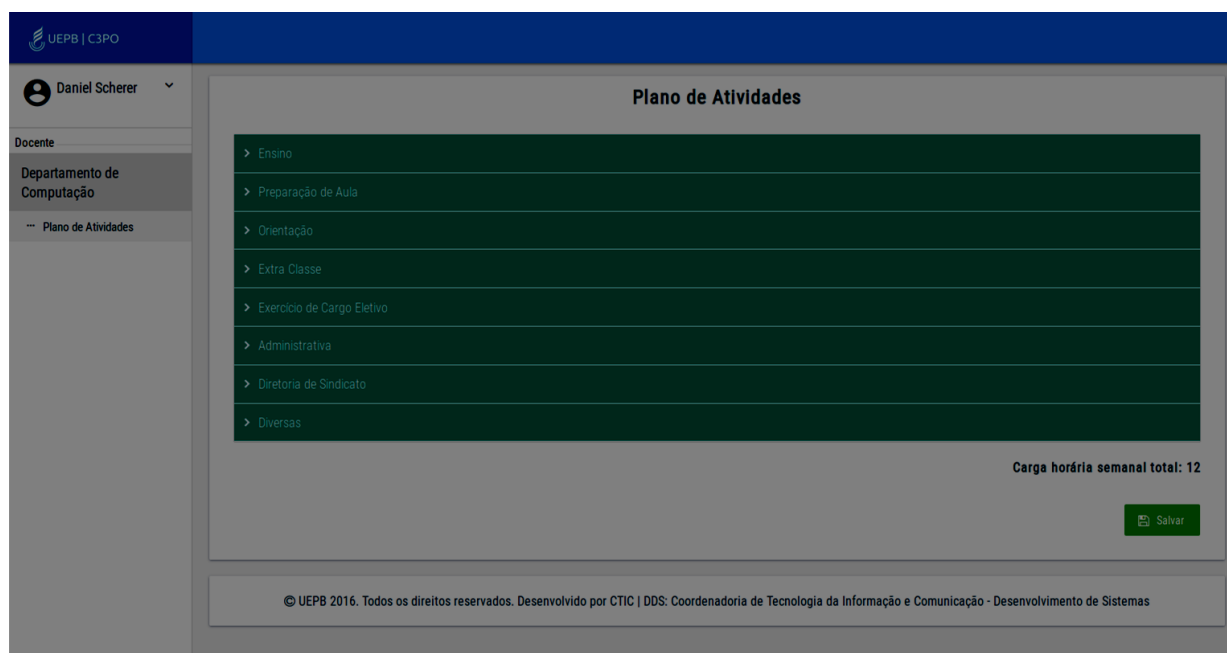 UEPB | C3PO
Daniel Scherer
Docente
Departamento de
Computação
Plano de Atividades
Plano de Atividades
Ensino
Preparação de Aula
Orientação
Extra Classe
Exercício de Cargo Eletivo
Administrativa
Diretoria de Sindicato
Diversas
Carga horária semanal total: 12
Salvar
© UEPB 2016. Todos os direitos reservados. Desenvolvido por CTIC | DDS: Coordenadoria de Tecnologia da Informação e Comunicação - Desenvolvimento de Sistemas